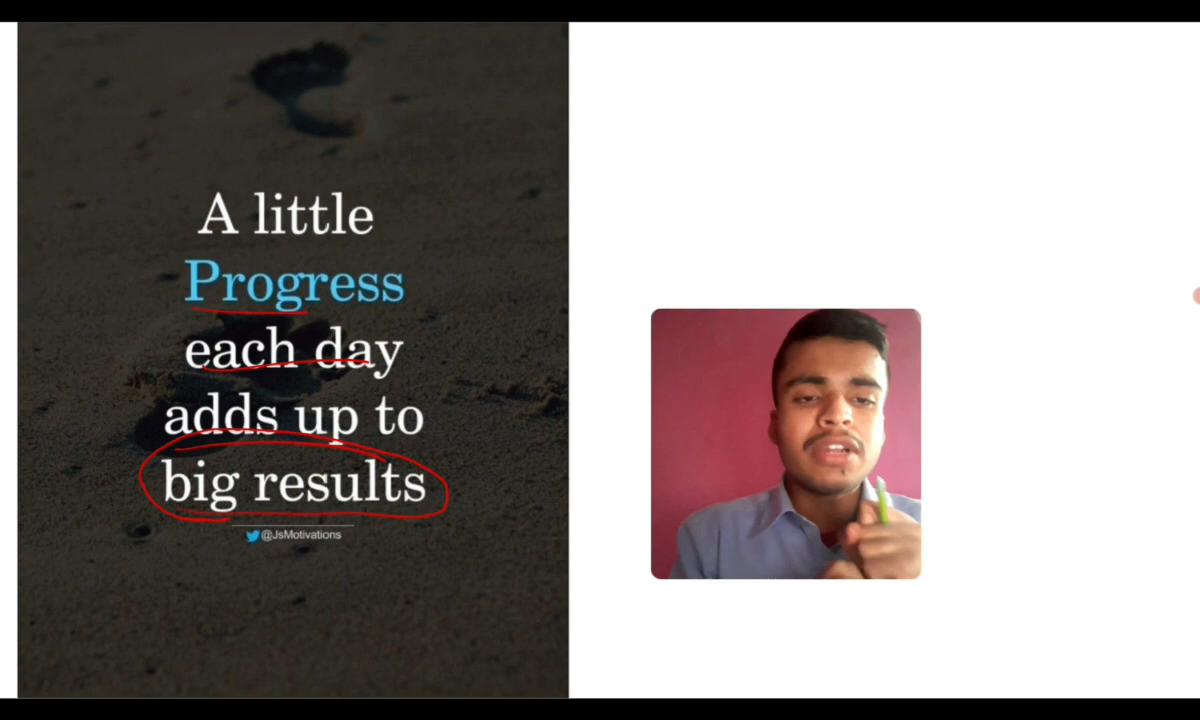 A little
Progress
each day
adds up to
big results
@JsMotivations